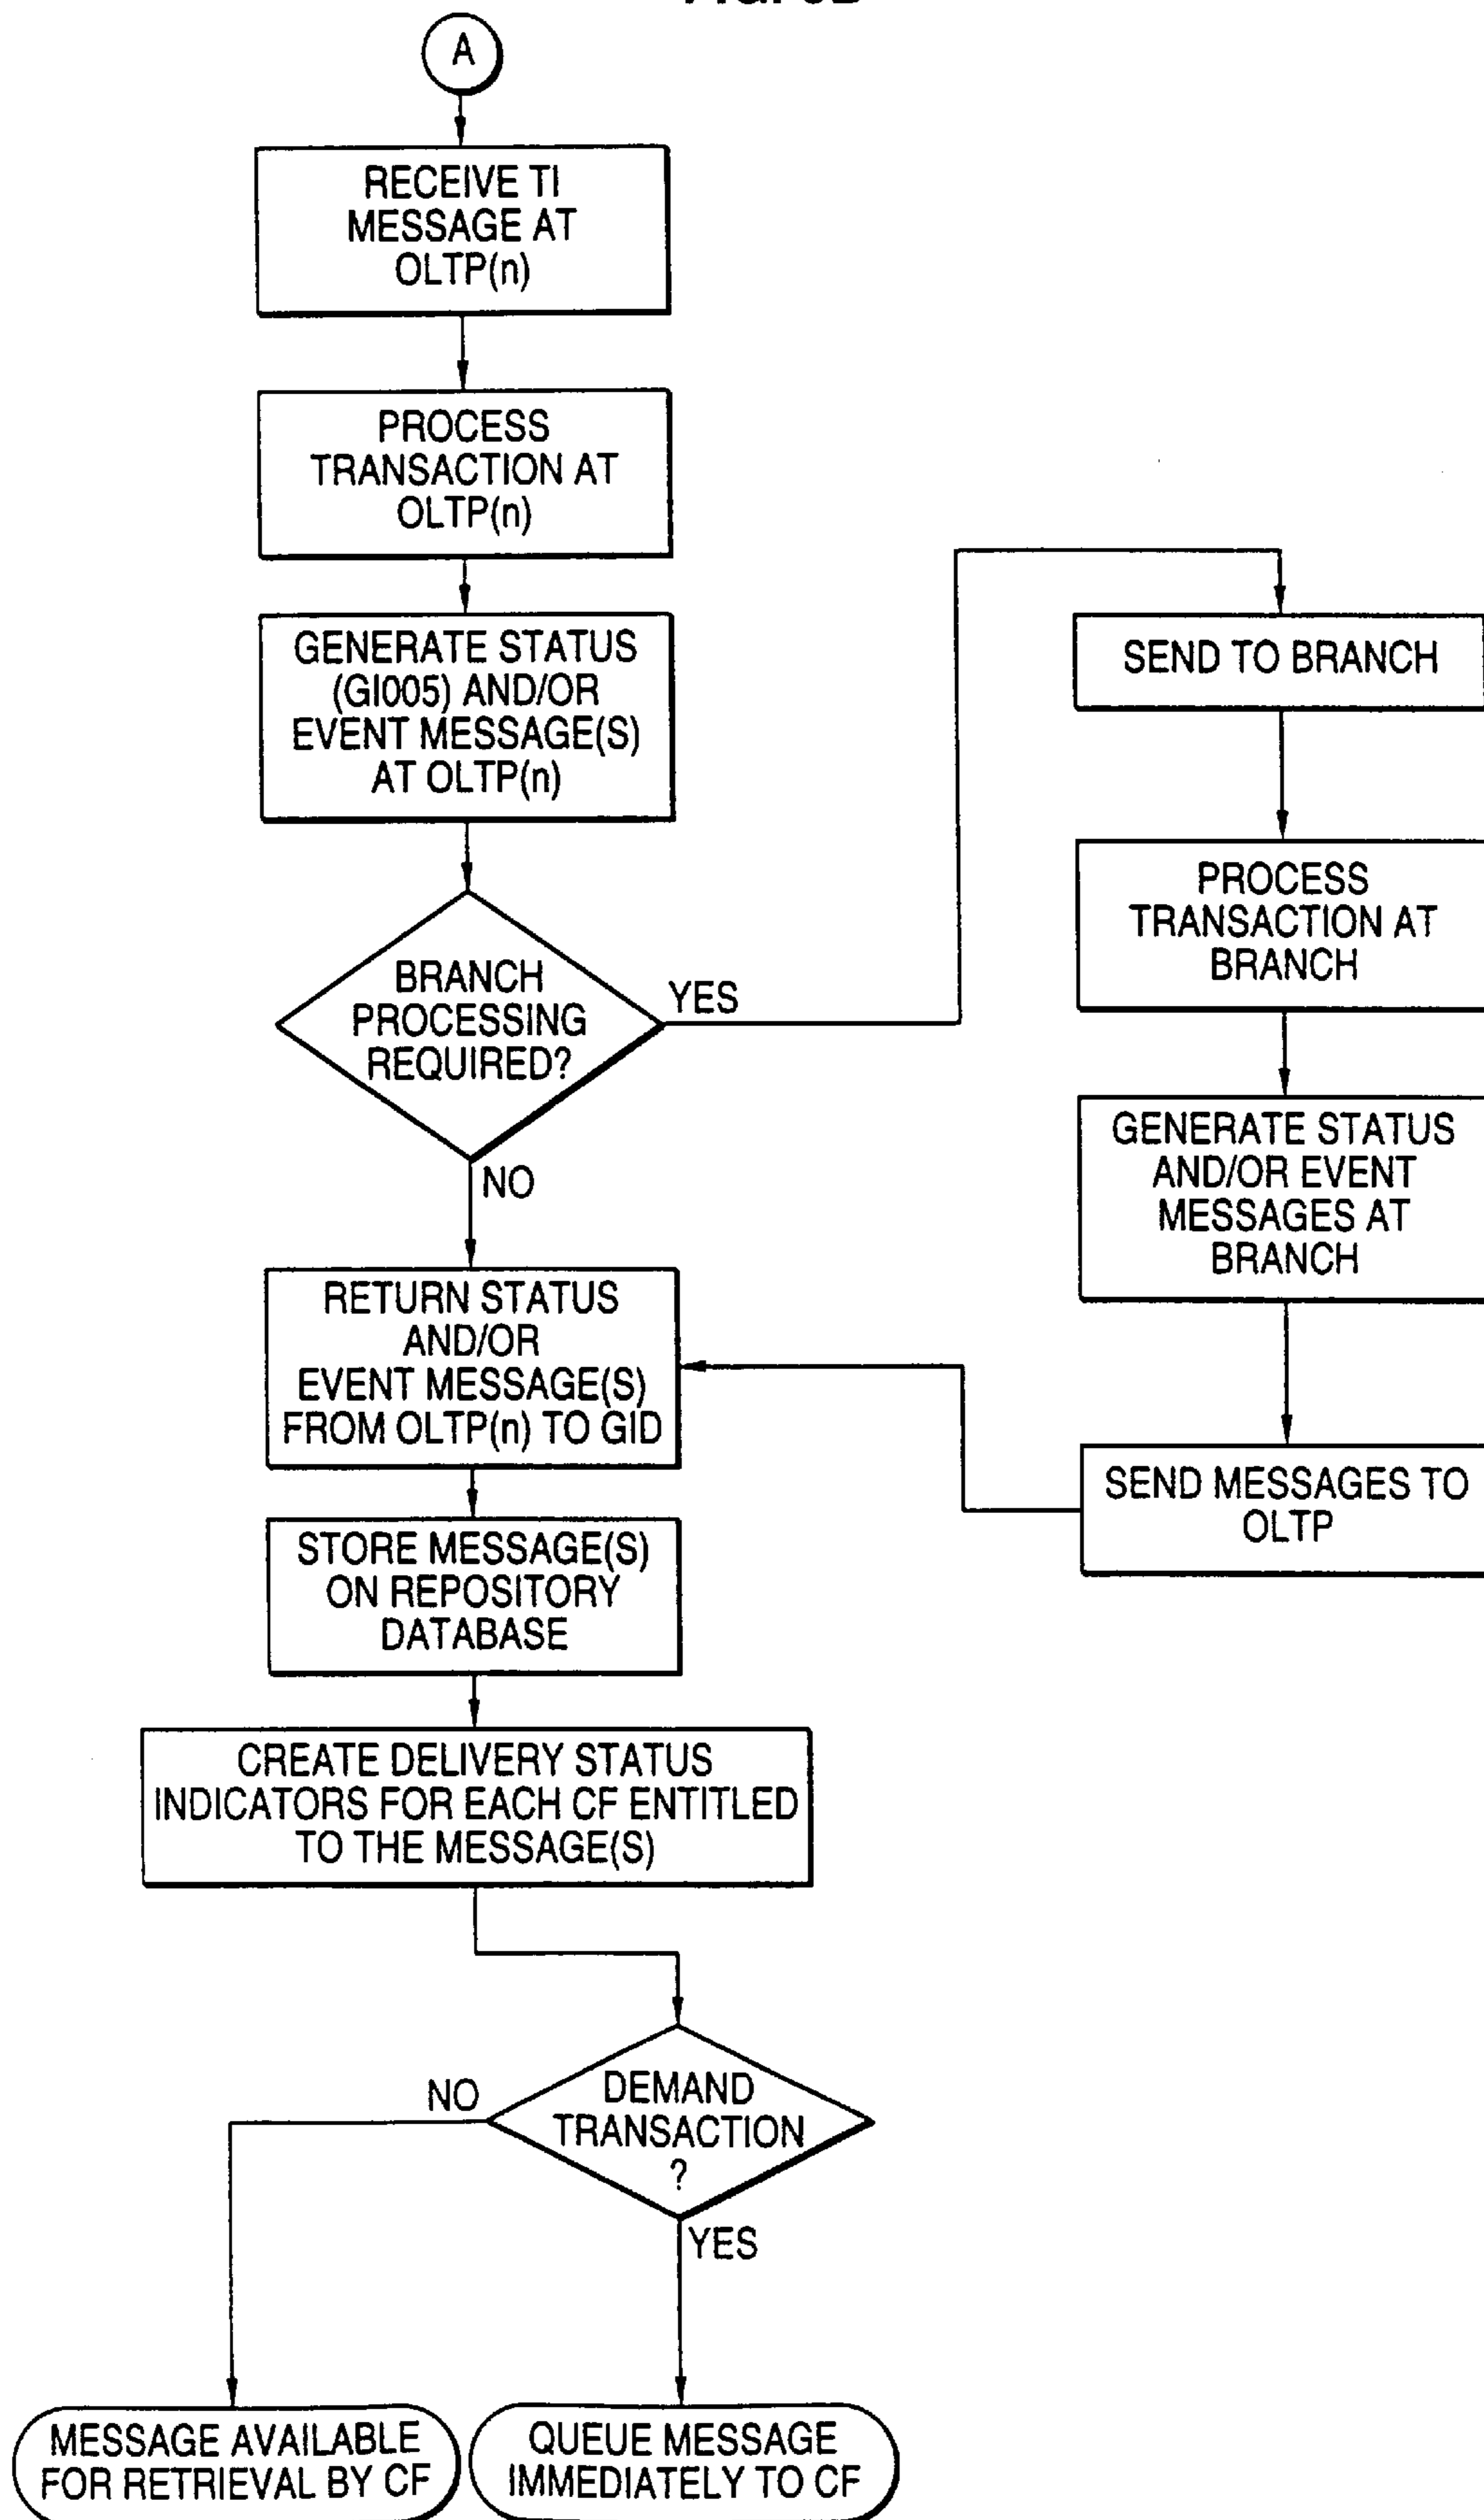 A
RECEIVE TI
MESSAGE AT
OLTP(n)
PROCESS
TRANSACTION AT
OLTP(n)
GENERATE STATUS
(GI005) AND/OR
EVENT MESSAGE(S)
AT OLTP(n)
BRANCH
PROCESSING
REQUIRED?
YES
NO
SEND TO BRANCH
PROCESS
TRANSACTION AT
BRANCH
GENERATE STATUS
AND/OR EVENT
MESSAGES AT
BRANCH
SEND MESSAGES TO
OLTP
RETURN STATUS
AND/OR
EVENT MESSAGE(S)
FROM OLTP(n) TO GID
STORE MESSAGE(S)
ON REPOSITORY
DATABASE
CREATE DELIVERY STATUS
INDICATORS FOR EACH CF ENTITLED
TO THE MESSAGE(S)
DEMAND
TRANSACTION
?
NO
YES
MESSAGE AVAILABLE
FOR RETRIEVAL BY CF
QUEUE MESSAGE
IMMEDIATELY TO CF